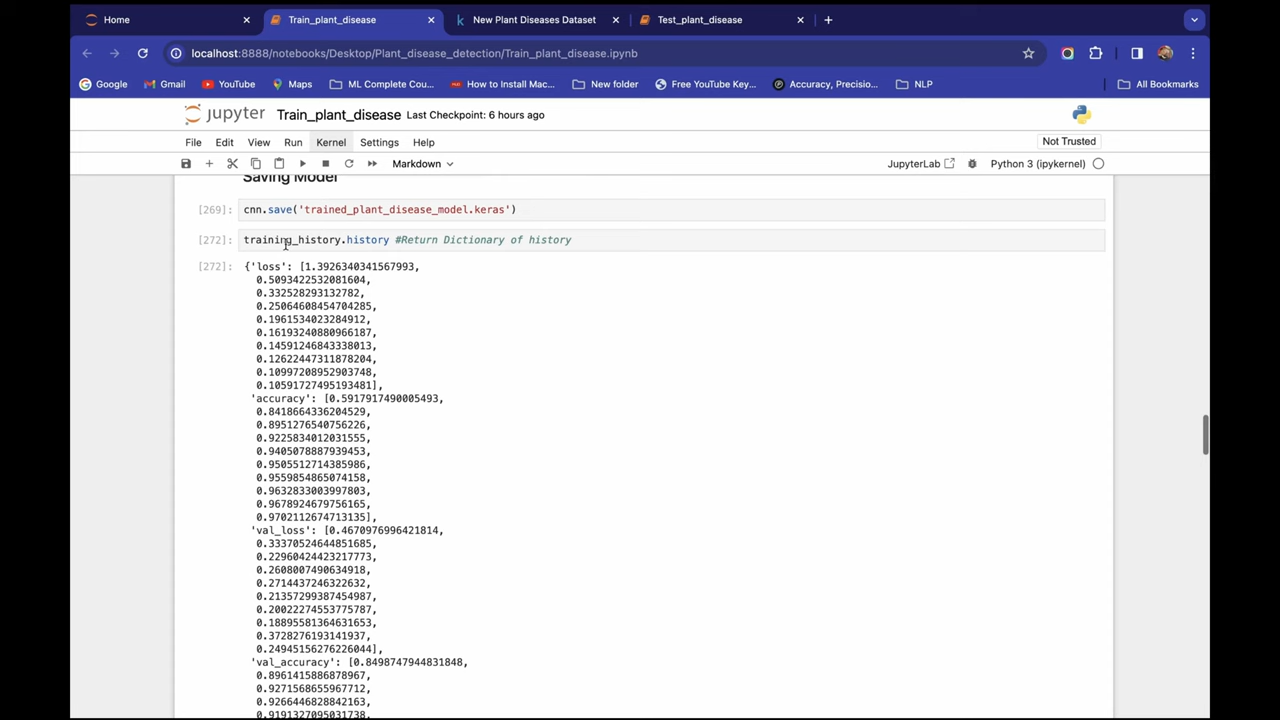 Home
Train_plant_disease
New Plant Diseases Dataset
Test_plant_disease
localhost:8888/notebooks/Desktop/Plant_disease_detection/Train_plant_disease.ipynb
Google Gmail YouTube Maps ML Complete Cou... How to Install Mac... New folder Free YouTube Key... Accuracy, Precisio... NLP All Bookmarks
jupyter Train_plant_disease Last Checkpoint: 6 hours ago
File Edit View Run Kernel Settings Help Not Trusted
Markdown JupyterLab Python 3 (ipykernel)
Saving Model
[269]: cnn.save('trained_plant_disease_model.keras')
[272]: training_history.history #Return Dictionary of history
[272]: {'loss': [1.3926340341567993,
0.5093422532081604,
0.332528293132782,
0.25064608454704285,
0.1961534023284912,
0.16193240880966187,
0.14591246843338013,
0.12622447311878204,
0.10997208952903748,
0.10591727495193481],
'accuracy': [0.5917917490005493,
0.8418664336204529,
0.8951276540756226,
0.9225834012031555,
0.9405078887939453,
0.9505512714385986,
0.9559854865074158,
0.9632833003997803,
0.9678924679756165,
0.9702112674713135],
'val_loss': [0.4670976996421814,
0.33370524644851685,
0.22960424423217773,
0.2608007490634918,
0.2714437246322632,
0.21357299387454987,
0.20022274553775787,
0.18895581364631653,
0.3728276193141937,
0.24945156276226044],
'val_accuracy': [0.8498747944831848,
0.8961415886878967,
0.9271568655967712,
0.9266446828842163,
0.9191327095031738,